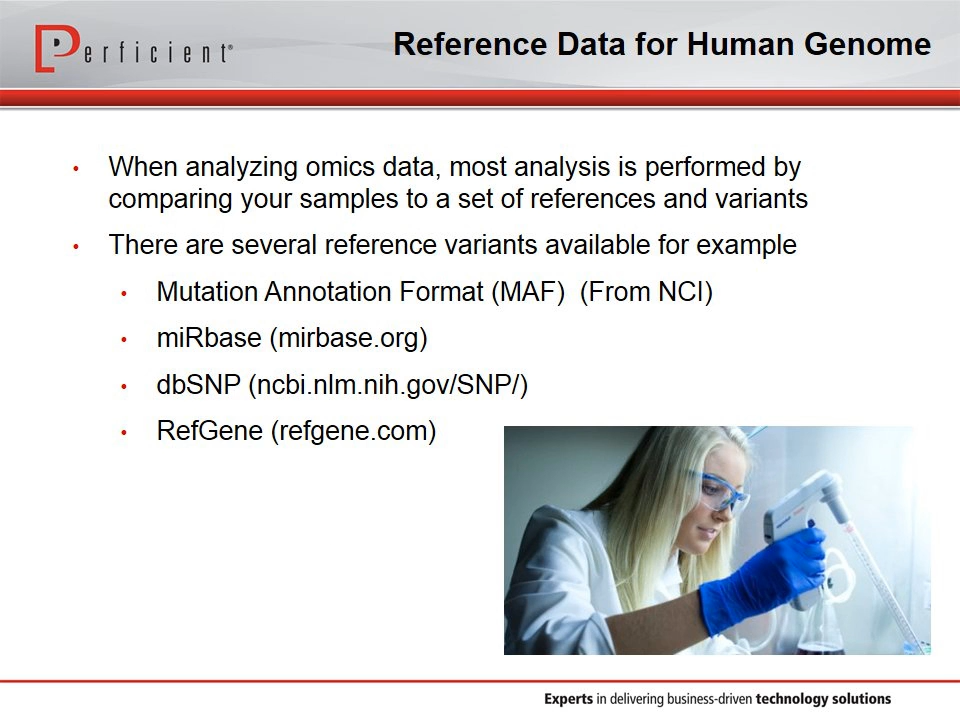 Perficient®
Reference Data for Human Genome
• When analyzing omics data, most analysis is performed by
comparing your samples to a set of references and variants
• There are several reference variants available for example
• Mutation Annotation Format (MAF)  (From NCI)
• miRbase (mirbase.org)
• dbSNP (ncbi.nlm.nih.gov/SNP/)
• RefGene (refgene.com)
Experts in delivering business-driven technology solutions